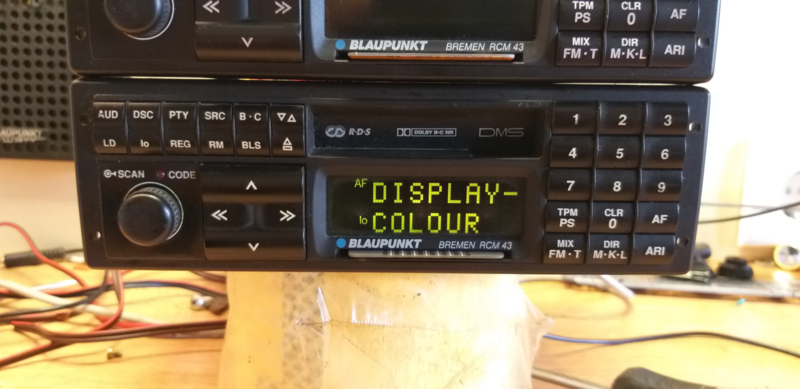 TPM CLR
PS 0 AF
MIX DIR
FM·T M·K·L ARI
BLAUPUNKT BREMEN RCM 43
AUPUNKT
AUD DSC PTY SRC B·C
LD lo REG RM BLS
R·D·S DOLBY B-C NR DMS
1 2 3
4 5 6
7 8 9
SCAN CODE
AF DISPLAY-
lo COLOUR
TPM CLR
PS 0 AF
MIX DIR
FM·T M·K·L ARI
BLAUPUNKT BREMEN RCM 43